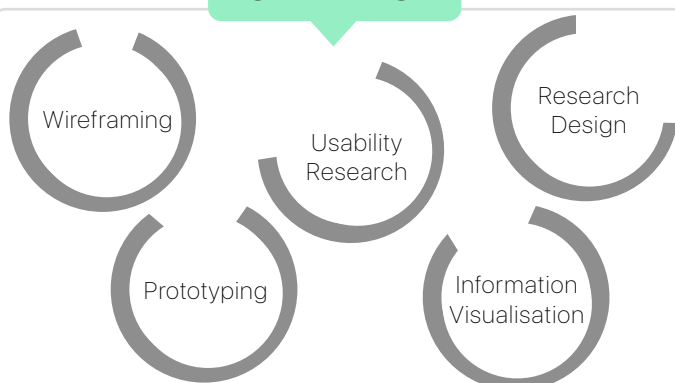 Wireframing
Usability
Research
Research
Design
Prototyping
Information
Visualisation